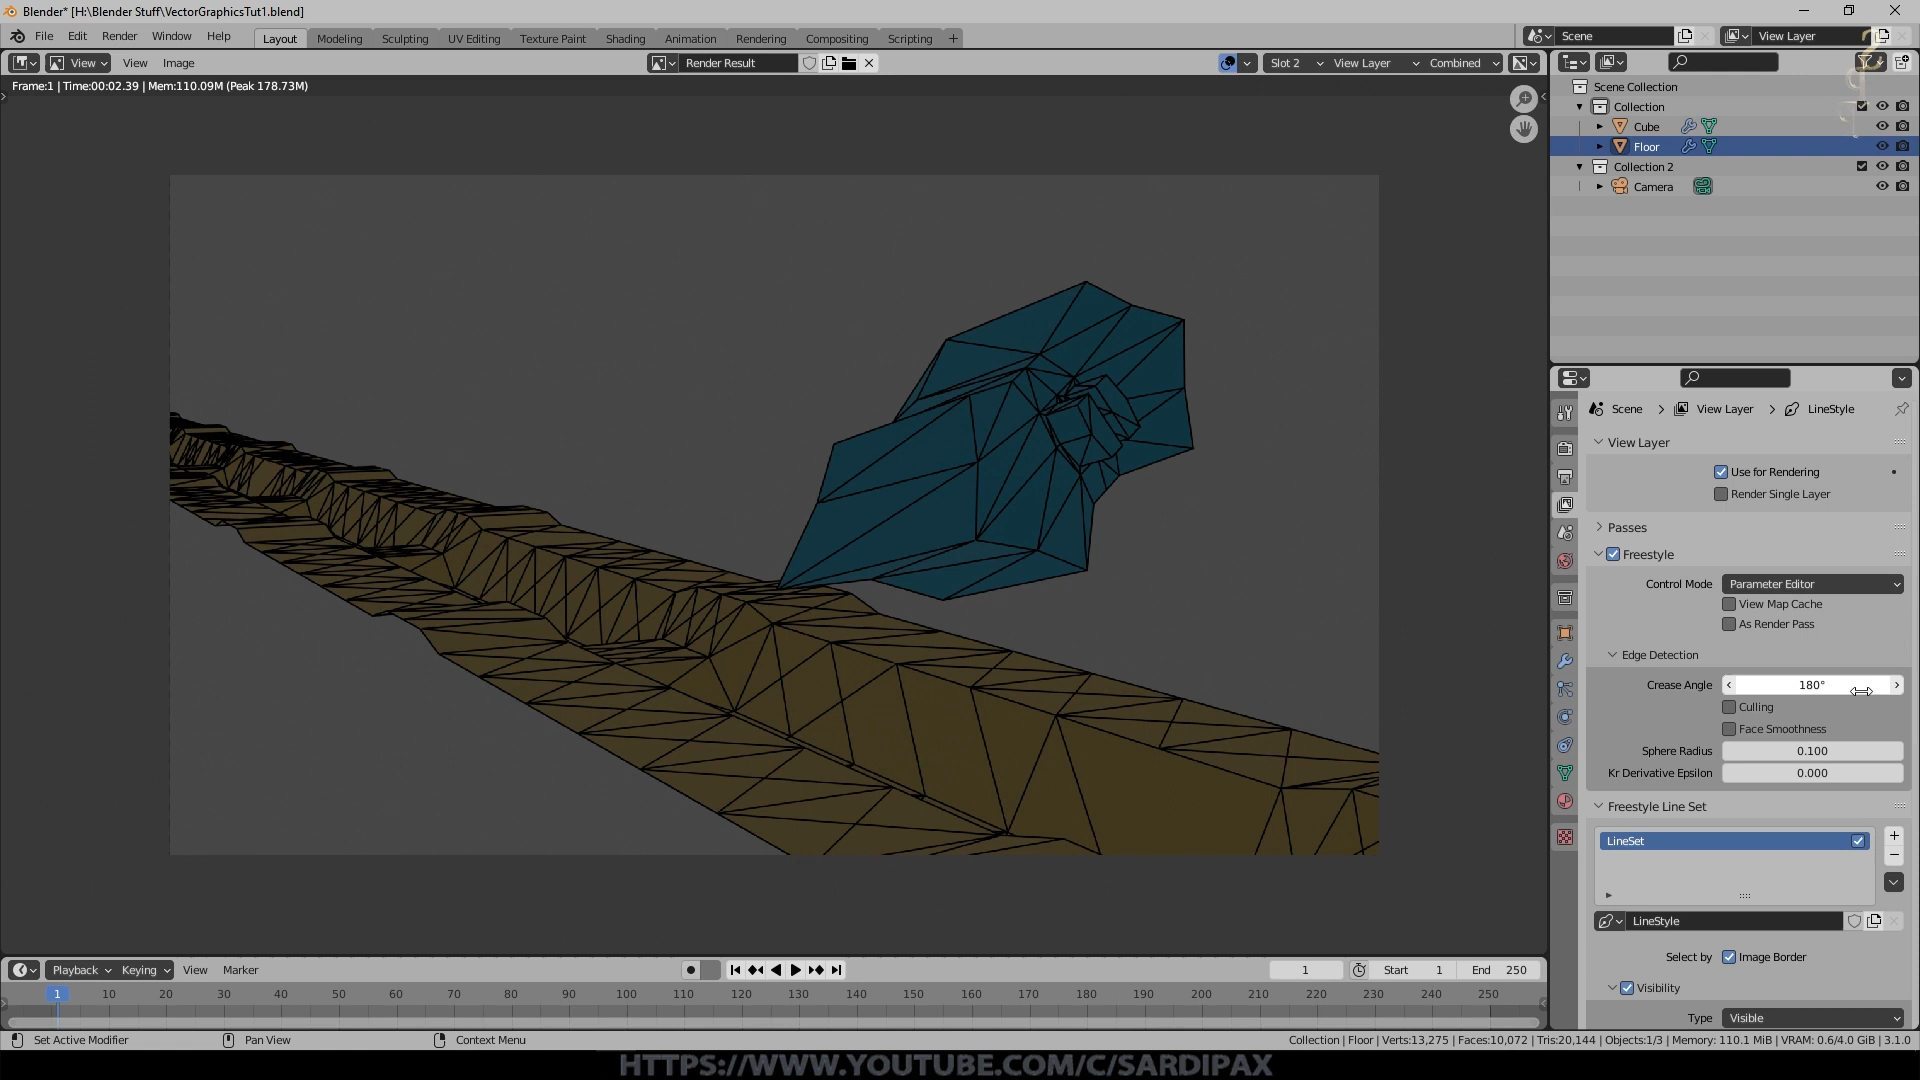 Blender* [H:\Blender Stuff\VectorGraphicsTut1.blend]
File Edit Render Window Help
Layout Modeling Sculpting UV Editing Texture Paint Shading Animation Rendering Compositing Scripting +
Scene
View Layer
View View Image
Render Result
Slot 2 View Layer Combined
Frame:1 | Time:00:02.39 | Mem:110.09M (Peak 178.73M)
Scene Collection
Collection
Cube
Floor
Collection 2
Camera
Scene > View Layer > LineStyle
View Layer
Use for Rendering
Render Single Layer
Passes
Freestyle
Control Mode Parameter Editor
View Map Cache
As Render Pass
Edge Detection
Crease Angle 180°
Culling
Face Smoothness
Sphere Radius 0.100
Kr Derivative Epsilon 0.000
Freestyle Line Set
LineSet
LineStyle
Select by Image Border
Visibility
Type Visible
Playback Keying View Marker
1 Start 1 End 250
1 10 20 30 40 50 60 70 80 90 100 110 120 130 140 150 160 170 180 190 200 210 220 230 240 250
Set Active Modifier Pan View Context Menu
Collection | Floor | Verts:13,275 | Faces:10,072 | Tris:20,144 | Objects:1/3 | Memory: 110.1 MiB | VRAM: 0.6/4.0 GiB | 3.1.0
HTTPS://WWW.YOUTUBE.COM/C/SARDIPAX